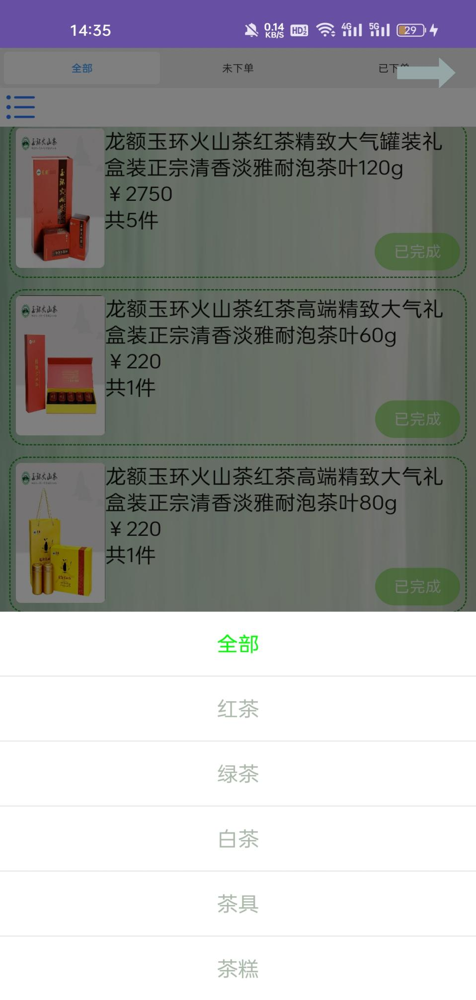 14:35
0.14
KB/S
HD
4G
5G
29
全部
未下单
已下单
玉环火山茶
龙额玉环火山茶红茶精致大气罐装礼
盒装正宗清香淡雅耐泡茶叶120g
￥2750
共5件
已完成
玉环火山茶
龙额玉环火山茶红茶高端精致大气礼
盒装正宗清香淡雅耐泡茶叶60g
￥220
共1件
已完成
玉环火山茶
龙额玉环火山茶红茶高端精致大气礼
盒装正宗清香淡雅耐泡茶叶80g
￥220
共1件
已完成
全部
红茶
绿茶
白茶
茶具
茶糕